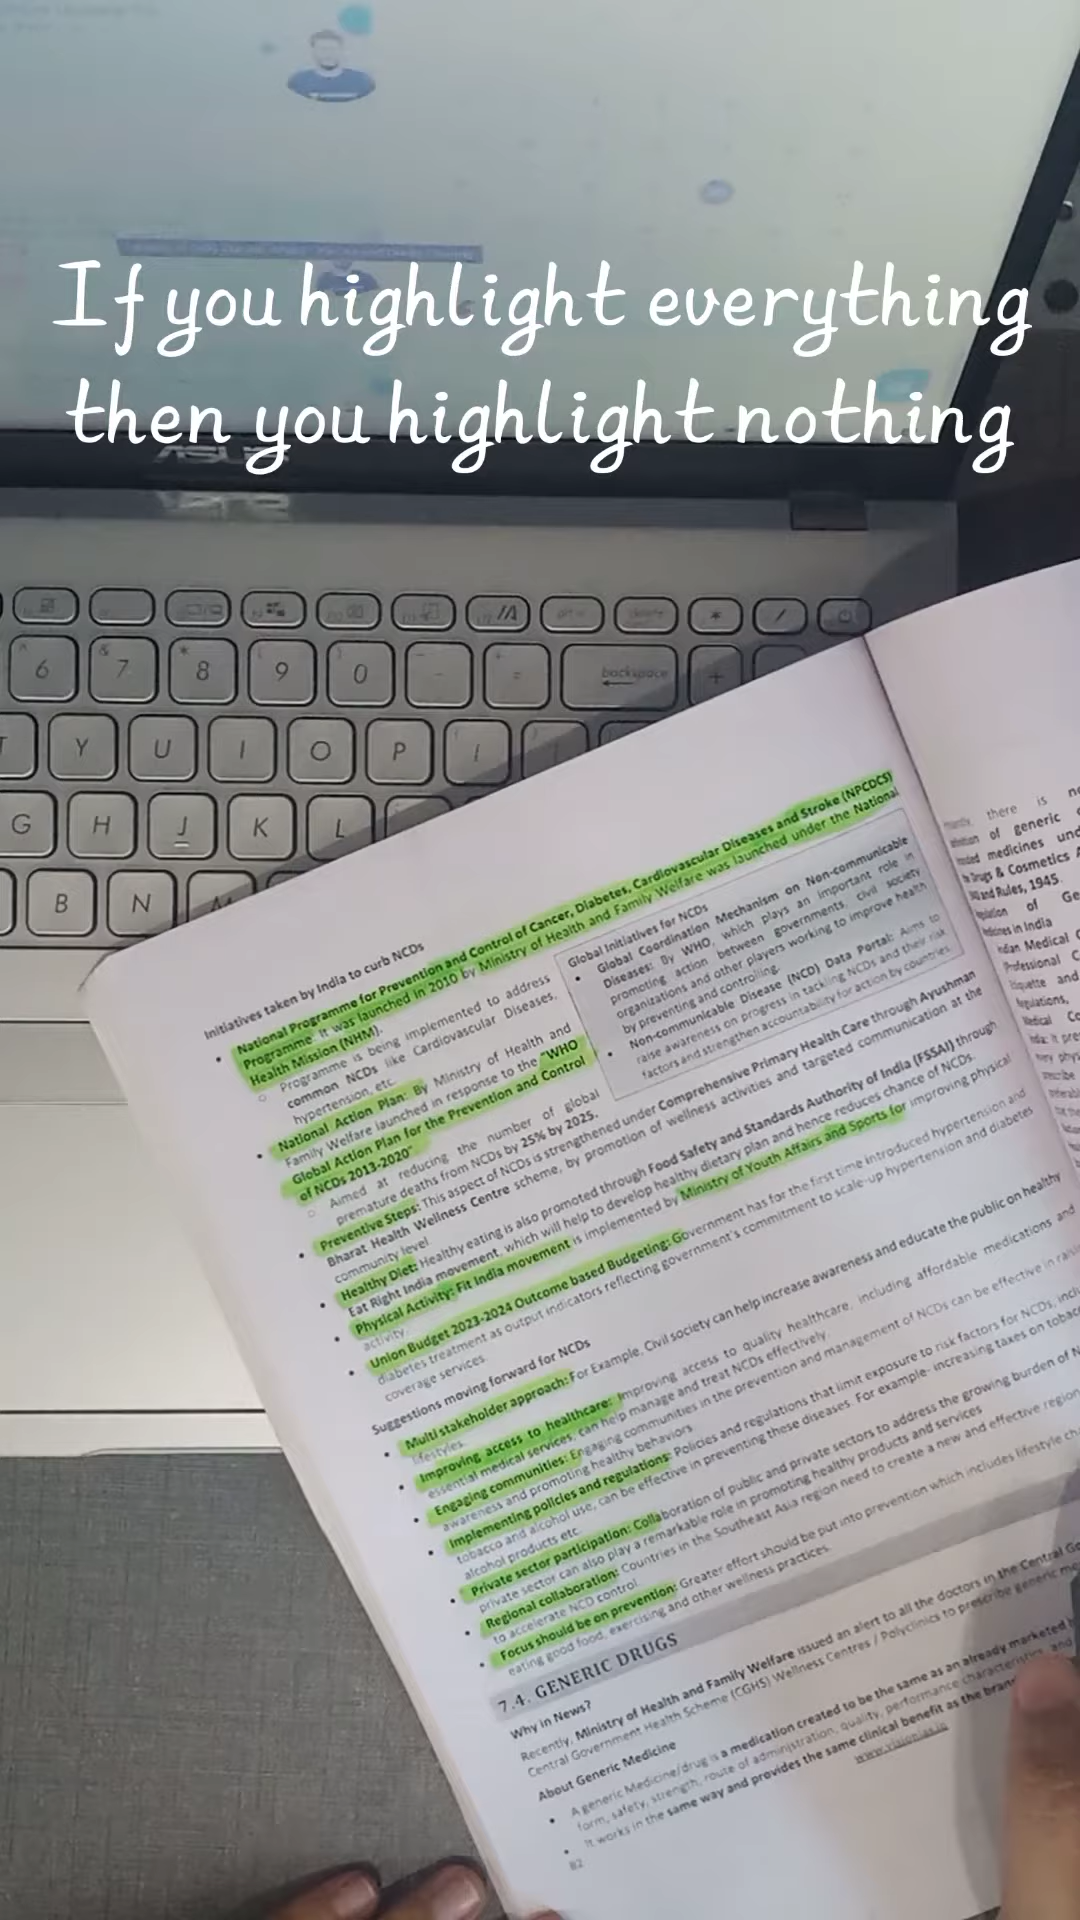 If you highlight everything
then you highlight nothing
ASUS
6 7 8 9 0 - = backspace +
Y U I O P
G H J K L
B N M
Initiatives taken by India to curb NCDs
National Programme for Prevention and Control of Cancer, Diabetes, Cardiovascular Diseases and Stroke (NPCDCS)
Programme: It was launched in 2010 by Ministry of Health and Family Welfare was launched under the National
Health Mission (NHM).
Programme is being implemented to address
common NCDs like Cardiovascular Diseases,
hypertension, etc.
National Action Plan: By Ministry of Health and
Family Welfare launched in response to the "WHO
Global Action Plan for the Prevention and Control
of NCDs 2013-2020"
Aimed at reducing the number of global
premature deaths from NCDs by 25% by 2025.
Global Initiatives for NCDs
Global Coordination Mechanism on Non-communicable
Diseases: By WHO, which plays an important role in
promoting action between governments, civil society
organizations and other players working to improve health
by preventing and controlling.
Non-communicable Disease (NCD) Data Portal: Aims to
raise awareness on progress in tackling NCDs and their risk
factors and strengthen accountability for action by countries.
Preventive Steps: This aspect of NCDs is strengthened under Comprehensive Primary Health Care through Ayushman
Bharat Health Wellness Centre scheme, by promotion of wellness activities and targeted communication at the
community level.
Healthy Diet: Healthy eating is also promoted through Food Safety and Standards Authority of India (FSSAI) through
Eat Right India movement, which will help to develop healthy dietary plan and hence reduces chance of NCDs.
Physical Activity: Fit India movement is implemented by Ministry of Youth Affairs and Sports for improving physical
activity.
Union Budget 2023-2024 Outcome based Budgeting: Government has for the first time introduced hypertension and
diabetes treatment as output indicators reflecting government's commitment to scale-up hypertension and diabetes
coverage services.
Suggestions moving forward for NCDs
Multi stakeholder approach: For Example, Civil society can help increase awareness and educate the public on healthy
lifestyles.
Improving access to healthcare: Improving access to quality healthcare, including affordable medications and
essential medical services, can help manage and treat NCDs effectively.
Engaging communities: Engaging communities in the prevention and management of NCDs can be effective in
awareness and promoting healthy behaviors.
Implementing policies and regulations: Policies and regulations that limit exposure to risk factors for NCDs,
tobacco and alcohol use, can be effective in preventing these diseases. For example- increasing taxes on
alcohol products etc.
Private sector participation: Collaboration of public and private sectors to address the growing burden of
private sector can also play a remarkable role in promoting healthy products and services
Regional collaboration: Countries in the Southeast Asia region need to create a new and effective
to accelerate NCD control.
Focus should be on prevention: Greater effort should be put into prevention which includes lifestyle
eating good food, exercising and other wellness practices.
7.4. GENERIC DRUGS
Why in News?
Recently, Ministry of Health and Family Welfare issued an alert to all the doctors in the Central
Central Government Health Scheme (CGHS) Wellness Centres / Polyclinics to prescribe generic
About Generic Medicine
A generic Medicine/drug is a medication created to be the same as an already marketed
form, safety, strength, route of administration, quality, performance characteristics, and
It works in the same way and provides the same clinical benefit as the
82
www.visionias.in
there is
of generic
medicines
Drugs & Cosmetics
and Rules, 1945.
of
in India
Medical
Professional
Etiquette and
Regulations,
Medical